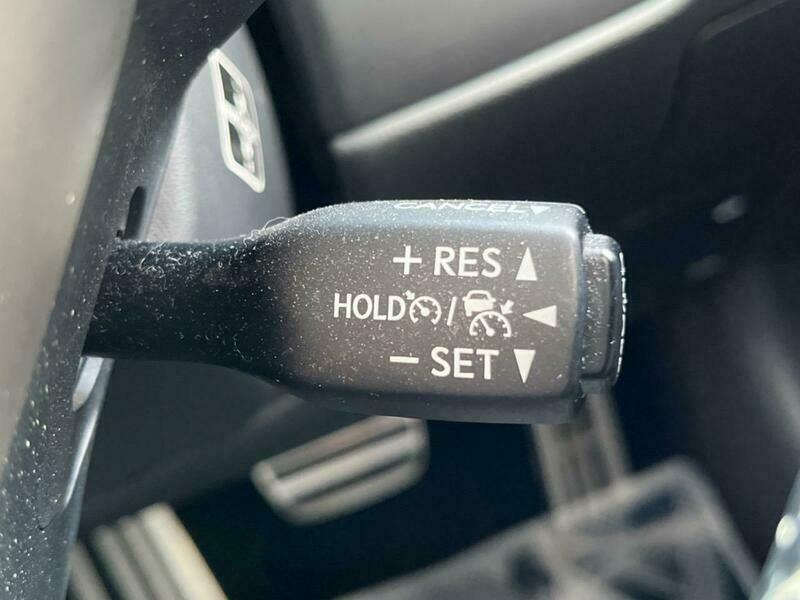 CANCEL▼
+ RES ▲
HOLD / ◀
− SET ▼